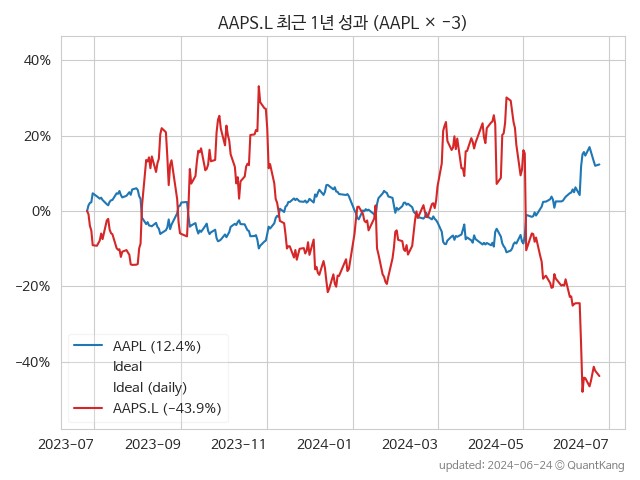 AAPS.L 최근 1년 성과 (AAPL × −3)
40%
20%
0%
−20%
−40%
AAPL (12.4%)
Ideal
Ideal (daily)
AAPS.L (−43.9%)
2023-07
2023-09
2023-11
2024-01
2024-03
2024-05
2024-07
updated: 2024-06-24 © QuantKang